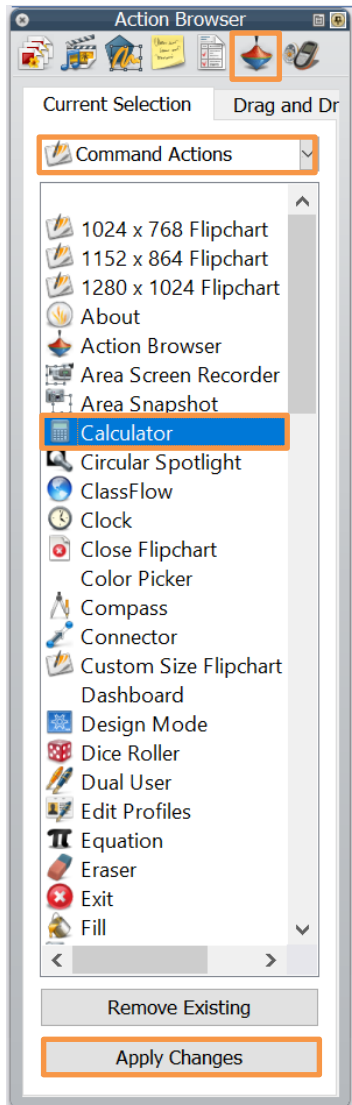 Action Browser
Current Selection
Drag and Dr
Command Actions
1024 x 768 Flipchart
1152 x 864 Flipchart
1280 x 1024 Flipchart
About
Action Browser
Area Screen Recorder
Area Snapshot
Calculator
Circular Spotlight
ClassFlow
Clock
Close Flipchart
Color Picker
Compass
Connector
Custom Size Flipchart
Dashboard
Design Mode
Dice Roller
Dual User
Edit Profiles
Equation
Eraser
Exit
Fill
Remove Existing
Apply Changes